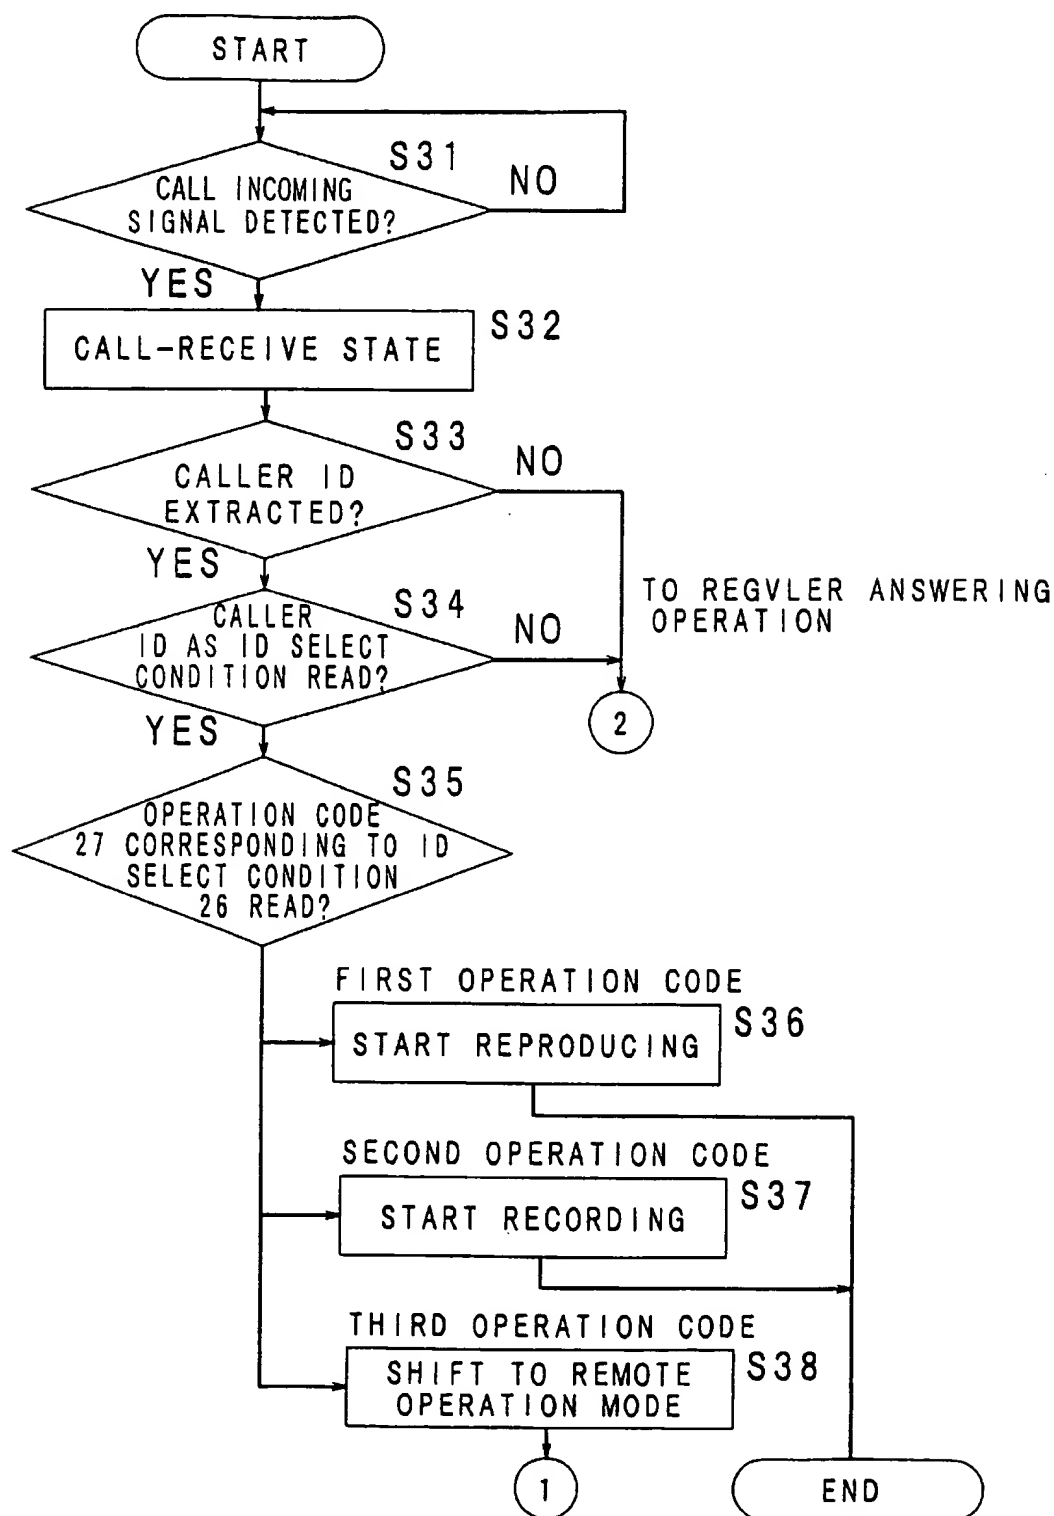 START
S31
NO
CALL INCOMING
SIGNAL DETECTED?
YES
S32
CALL-RECEIVE STATE
S33
NO
CALLER ID
EXTRACTED?
YES
TO REGVLER ANSWERING
OPERATION
S34
NO
CALLER
ID AS ID SELECT
CONDITION READ?
2
YES
S35
OPERATION CODE
27 CORRESPONDING TO ID
SELECT CONDITION
26 READ?
FIRST OPERATION CODE
S36
START REPRODUCING
SECOND OPERATION CODE
S37
START RECORDING
THIRD OPERATION CODE
S38
SHIFT TO REMOTE
OPERATION MODE
1
END